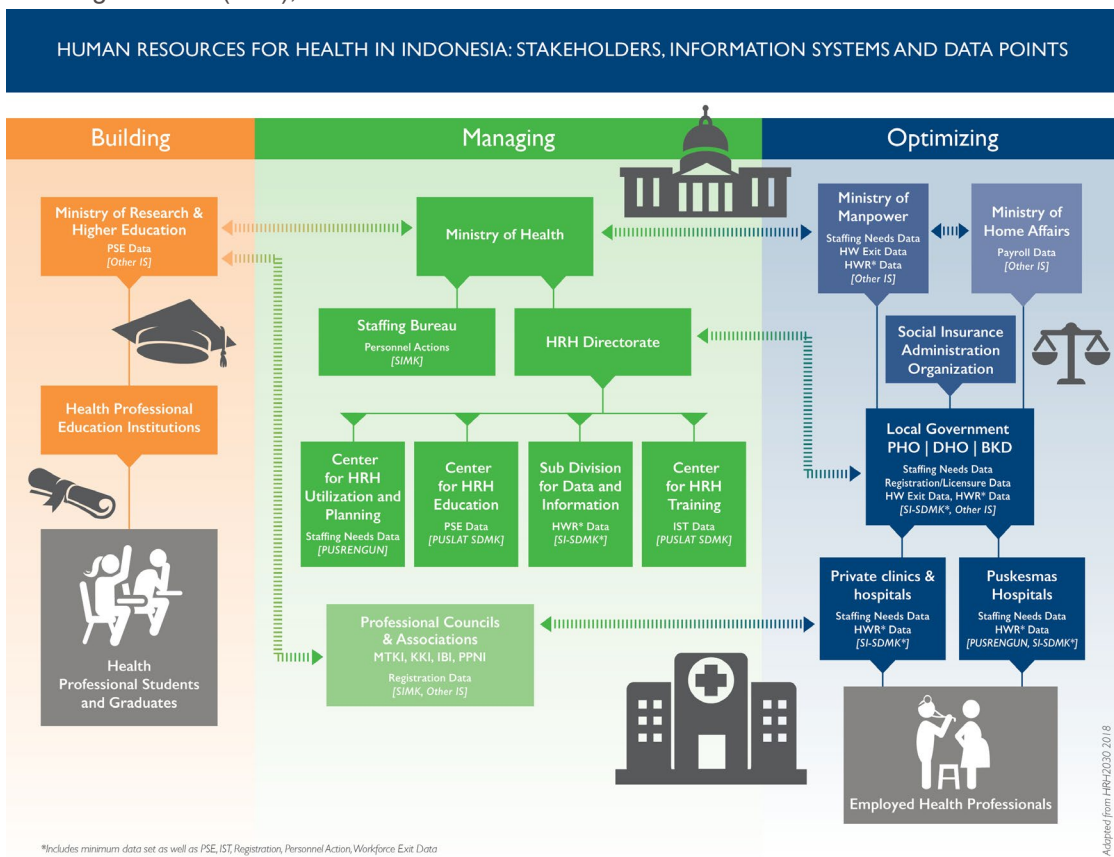 HUMAN RESOURCES FOR HEALTH IN INDONESIA: STAKEHOLDERS, INFORMATION SYSTEMS AND DATA POINTS
Building
Managing
Optimizing
Ministry of Research &
Higher Education
PSE Data
[Other IS]
Health Professional
Education Institutions
Health
Professional Students
and Graduates
Ministry of Health
Staffing Bureau
Personnel Actions
[SIMK]
HRH Directorate
Center
for HRH
Utilization and
Planning
Staffing Needs Data
[PUSRENGUN]
Center
for HRH
Education
PSE Data
[PUSLAT SDMK]
Sub Division
for Data and
Information
HWR* Data
[SI-SDMK*]
Center
for HRH
Training
IST Data
[PUSLAT SDMK]
Professional Councils
& Associations
MTKI, KKI, IBI, PPNI
Registration Data
[SIMK, Other IS]
Ministry of
Manpower
Staffing Needs Data
HW Exit Data
HWR* Data
[Other IS]
Ministry of
Home Affairs
Payroll Data
[Other IS]
Social Insurance
Administration
Organization
Local Government
PHO | DHO | BKD
Staffing Needs Data
Registration/Licensure Data
HW Exit Data, HWR* Data
[SI-SDMK*, Other IS]
Private clinics &
hospitals
Staffing Needs Data
HWR* Data
[SI-SDMK*]
Puskesmas
Hospitals
Staffing Needs Data
HWR* Data
[PUSRENGUN, SI-SDMK*]
Employed Health Professionals
Adapted from HRH2030 2018
*Includes minimum data set as well as PSE, IST, Registration, Personnel Action, Workforce Exit Data